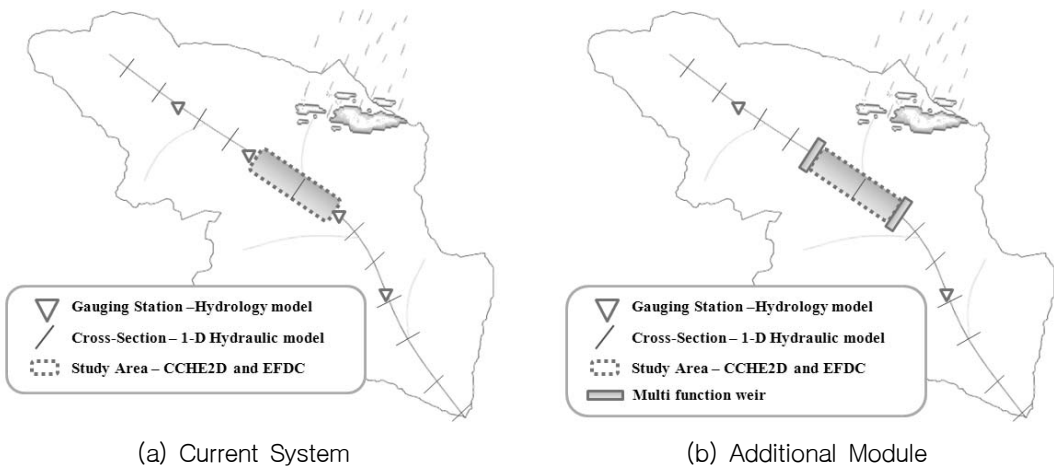 Gauging Station –Hydrology model
Cross-Section – 1-D Hydraulic model
Study Area – CCHE2D and EFDC
(a) Current System
Gauging Station –Hydrology model
Cross-Section – 1-D Hydraulic model
Study Area – CCHE2D and EFDC
Multi function weir
(b) Additional Module